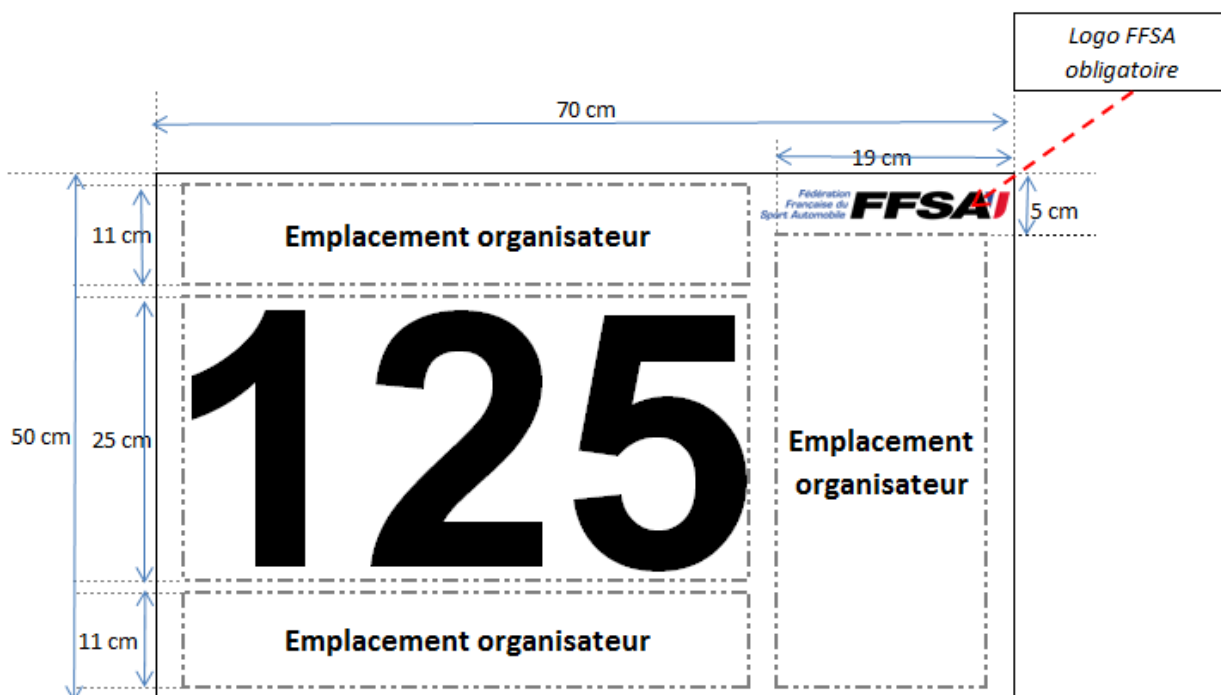 Logo FFSA
obligatoire
70 cm
19 cm
Fédération
Française du
Sport Automobile
FFSA
5 cm
11 cm
Emplacement organisateur
50 cm
25 cm
125
Emplacement
organisateur
11 cm
Emplacement organisateur